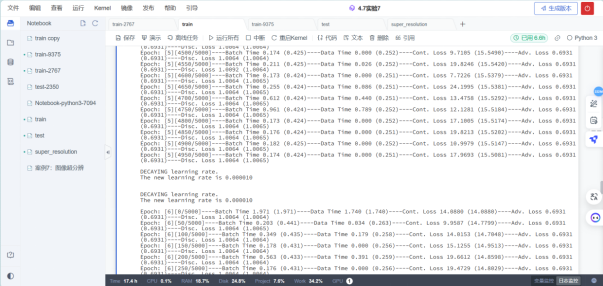 文件 编辑 查看 运行 Kernel 镜像 发布 帮助 引导
4.7实验7
生成版本
Notebook
train copy
train-9375
train-2767
test-2350
Notebook-python3-7094
train
test
super_resolution
案例7：图像超分辨
train-2767 train train-9375 test super_resolution
保存 演示 离线任务 运行所有 中断 重启Kernel 代码 文本 删除 引用
已用 6.6h Python 3
(0.6931)----Disc. Loss 1.0064 (1.0064)
Epoch: [5][4500/5000]----Batch Time 0.174 (0.425)----Data Time 0.000 (0.252)----Cont. Loss 9.7185 (15.5490)----Adv. Loss 0.6931
(0.6931)----Disc. Loss 1.0064 (1.0065)
Epoch: [5][4550/5000]----Batch Time 0.211 (0.425)----Data Time 0.026 (0.252)----Cont. Loss 19.8246 (15.5420)----Adv. Loss 0.6931
(0.6931)----Disc. Loss 1.0092 (1.0064)
Epoch: [5][4600/5000]----Batch Time 0.173 (0.424)----Data Time 0.000 (0.251)----Cont. Loss 7.7226 (15.5379)----Adv. Loss 0.6931
(0.6931)----Disc. Loss 1.0064 (1.0065)
Epoch: [5][4650/5000]----Batch Time 0.255 (0.424)----Data Time 0.000 (0.251)----Cont. Loss 24.1995 (15.5301)----Adv. Loss 0.6931
(0.6931)----Disc. Loss 1.0064 (1.0065)
Epoch: [5][4700/5000]----Batch Time 0.612 (0.424)----Data Time 0.440 (0.251)----Cont. Loss 13.4758 (15.5292)----Adv. Loss 0.6931
(0.6931)----Disc. Loss 1.0064 (1.0065)
Epoch: [5][4750/5000]----Batch Time 0.961 (0.424)----Data Time 0.789 (0.252)----Cont. Loss 12.1281 (15.5184)----Adv. Loss 0.6931
(0.6931)----Disc. Loss 1.0064 (1.0065)
Epoch: [5][4800/5000]----Batch Time 0.173 (0.424)----Data Time 0.000 (0.252)----Cont. Loss 17.1005 (15.5174)----Adv. Loss 0.6931
(0.6931)----Disc. Loss 1.0064 (1.0065)
Epoch: [5][4850/5000]----Batch Time 0.176 (0.424)----Data Time 0.000 (0.251)----Cont. Loss 19.8213 (15.5202)----Adv. Loss 0.6931
(0.6931)----Disc. Loss 1.0064 (1.0065)
Epoch: [5][4900/5000]----Batch Time 0.182 (0.425)----Data Time 0.000 (0.252)----Cont. Loss 10.9979 (15.5147)----Adv. Loss 0.6931
(0.6931)----Disc. Loss 1.0064 (1.0065)
Epoch: [5][4950/5000]----Batch Time 0.174 (0.424)----Data Time 0.000 (0.251)----Cont. Loss 17.9693 (15.5081)----Adv. Loss 0.6931
(0.6931)----Disc. Loss 1.0064 (1.0065)
DECAYING learning rate.
The new learning rate is 0.000010
DECAYING learning rate.
The new learning rate is 0.000010
Epoch: [6][0/5000]----Batch Time 1.971 (1.971)----Data Time 1.740 (1.740)----Cont. Loss 14.0880 (14.0880)----Adv. Loss 0.6931
(0.6931)----Disc. Loss 1.0064 (1.0064)
Epoch: [6][50/5000]----Batch Time 0.203 (0.441)----Data Time 0.034 (0.263)----Cont. Loss 9.9587 (14.7799)----Adv. Loss 0.6931
(0.6931)----Disc. Loss 1.0064 (1.0064)
Epoch: [6][100/5000]----Batch Time 0.349 (0.435)----Data Time 0.179 (0.258)----Cont. Loss 14.0153 (14.7048)----Adv. Loss 0.6931
(0.6931)----Disc. Loss 1.0064 (1.0064)
Epoch: [6][150/5000]----Batch Time 0.178 (0.431)----Data Time 0.000 (0.256)----Cont. Loss 15.1255 (14.9513)----Adv. Loss 0.6931
(0.6931)----Disc. Loss 1.0064 (1.0064)
Epoch: [6][200/5000]----Batch Time 0.563 (0.433)----Data Time 0.391 (0.259)----Cont. Loss 19.6612 (14.8598)----Adv. Loss 0.6931
(0.6931)----Disc. Loss 1.0064 (1.0064)
Epoch: [6][250/5000]----Batch Time 0.176 (0.431)----Data Time 0.000 (0.256)----Cont. Loss 19.4729 (14.8829)----Adv. Loss 0.6931
Time 17.4 h CPU 0.1% RAM 18.7% Disk 24.8% Project 7.6% Work 34.2% GPU 1
变量监控 日志监控